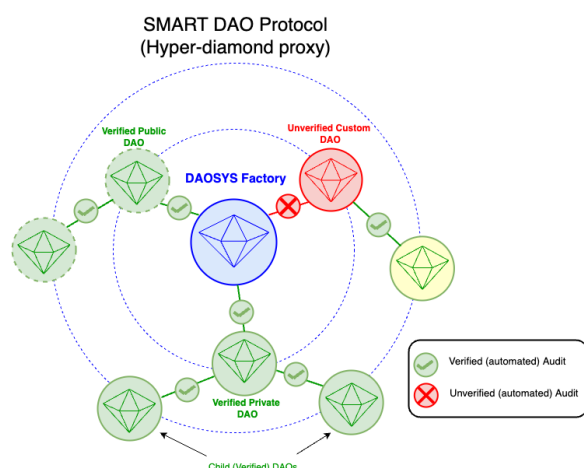 SMART DAO Protocol
(Hyper-diamond proxy)
Verified Public
DAO
Unverified Custom
DAO
DAOSYS Factory
Verified Private
DAO
Verified (automated) Audit
Unverified (automated) Audit
Child (Verified) DAOs